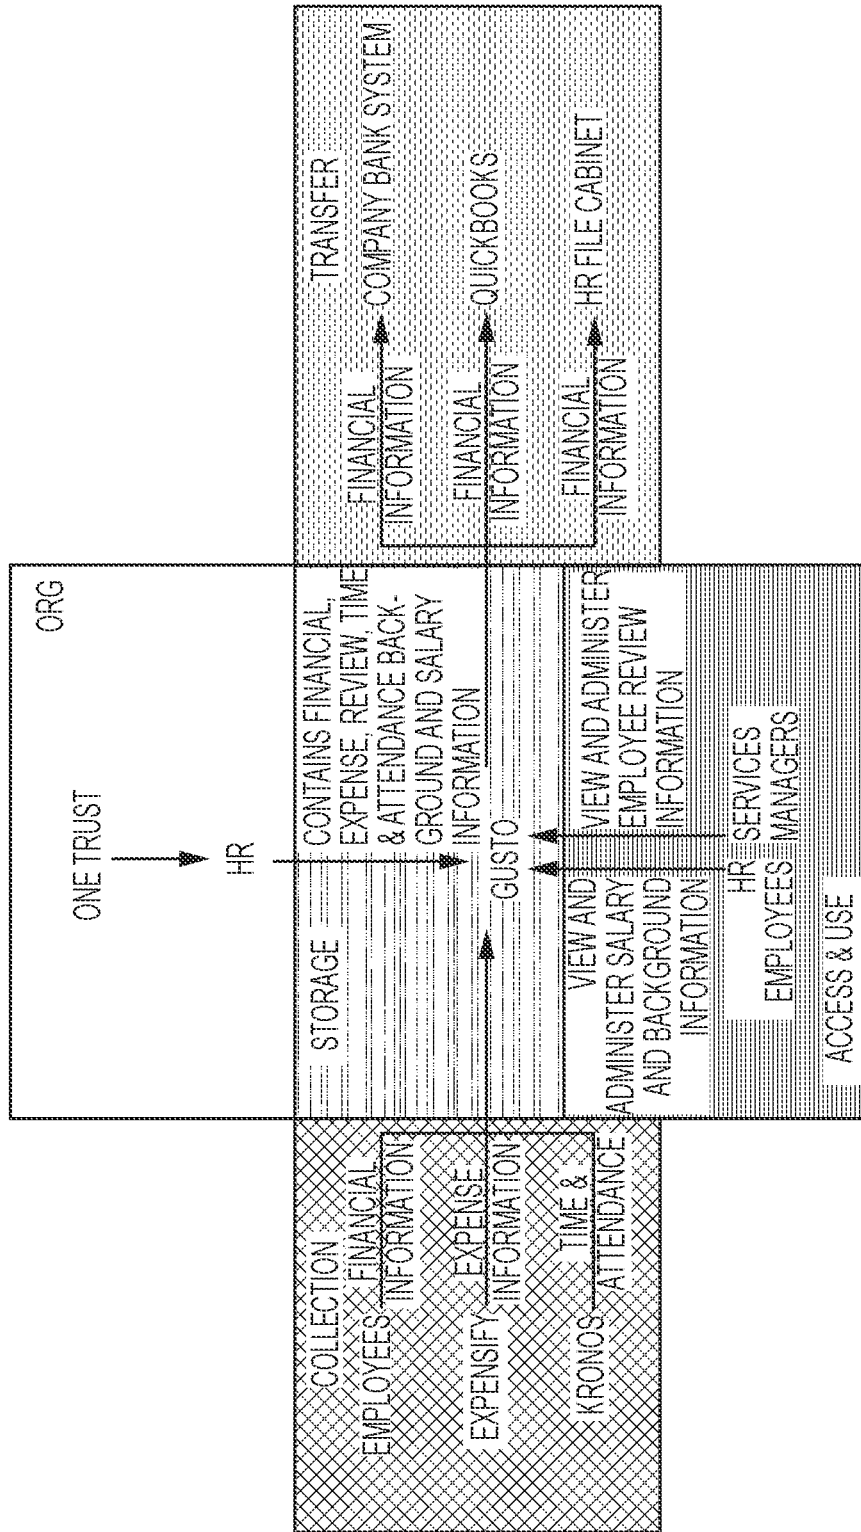 ORG
ONE TRUST
HR
COLLECTION
EMPLOYEES
FINANCIAL
INFORMATION
EXPENSIFY
EXPENSE
INFORMATION
KRONOS
TIME &
ATTENDANCE
STORAGE
CONTAINS FINANCIAL,
EXPENSE, REVIEW, TIME
& ATTENDANCE BACK-
GROUND AND SALARY
INFORMATION
GUSTO
TRANSFER
FINANCIAL
INFORMATION
COMPANY BANK SYSTEM
FINANCIAL
INFORMATION
QUICKBOOKS
FINANCIAL
INFORMATION
HR FILE CABINET
VIEW AND
ADMINISTER SALARY
AND BACKGROUND
INFORMATION
VIEW AND ADMINISTER
EMPLOYEE REVIEW
INFORMATION
HR SERVICES
EMPLOYEES MANAGERS
ACCESS & USE